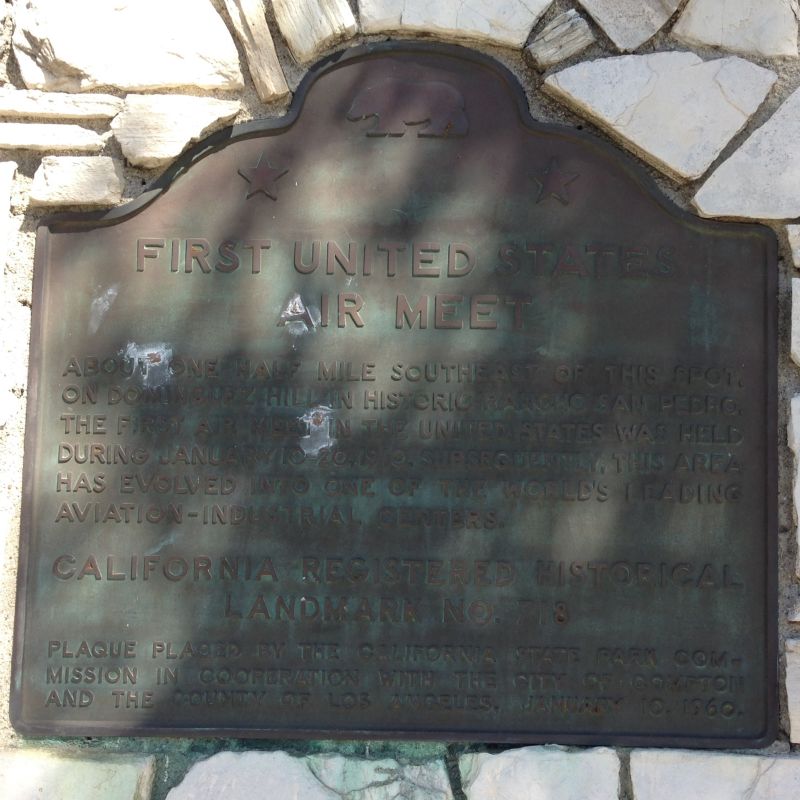 FIRST UNITED STATES
AIR MEET
ABOUT ONE HALF MILE SOUTHEAST OF THIS SPOT,
ON DOMINGUEZ HILL IN HISTORIC RANCHO SAN PEDRO,
THE FIRST AIR MEET IN THE UNITED STATES WAS HELD
DURING JANUARY 10-20, 1910. SUBSEQUENTLY, THIS AREA
HAS EVOLVED INTO ONE OF THE WORLD'S LEADING
AVIATION-INDUSTRIAL CENTERS.
CALIFORNIA REGISTERED HISTORICAL
LANDMARK NO. 718
PLAQUE PLACED BY THE CALIFORNIA STATE PARK COM-
MISSION IN COOPERATION WITH THE CITY OF COMPTON
AND THE COUNTY OF LOS ANGELES, JANUARY 10, 1960.